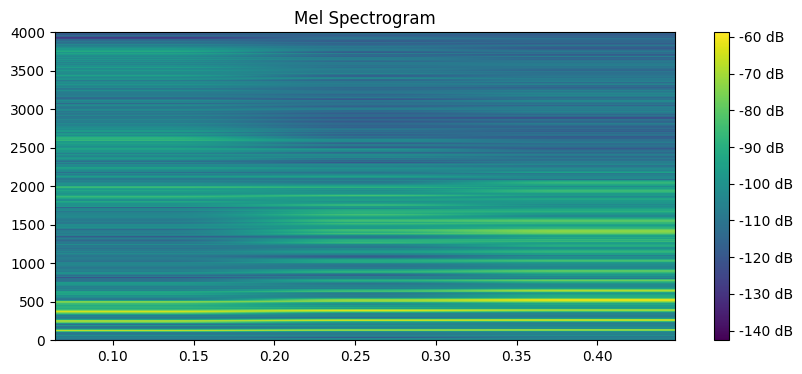 Mel Spectrogram
4000
3500
3000
2500
2000
1500
1000
500
0
0.10 0.15 0.20 0.25 0.30 0.35 0.40
-60 dB
-70 dB
-80 dB
-90 dB
-100 dB
-110 dB
-120 dB
-130 dB
-140 dB